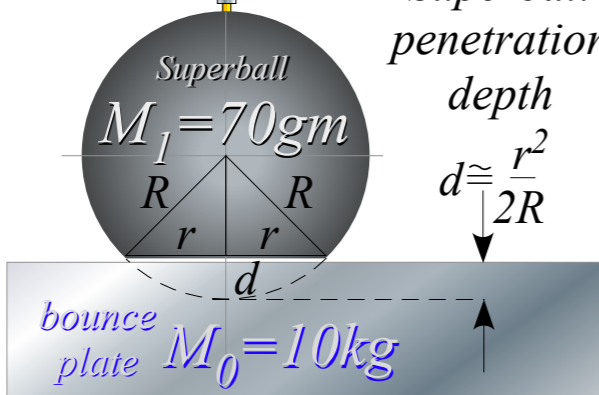 penetration
depth
d≅r²/2R
Superball
M₁=70gm
R R
r r
d
bounce
plate M₀=10kg